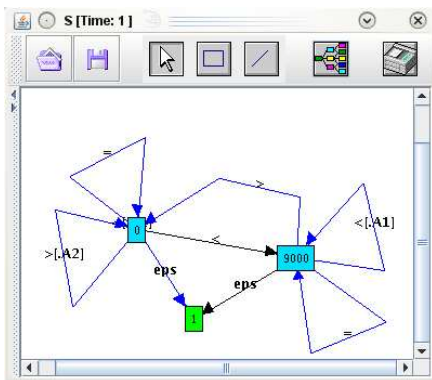 S [Time: 1 ]
=
>
<[.A1]
0
<
>[.A2]
9000
eps
eps
1
=